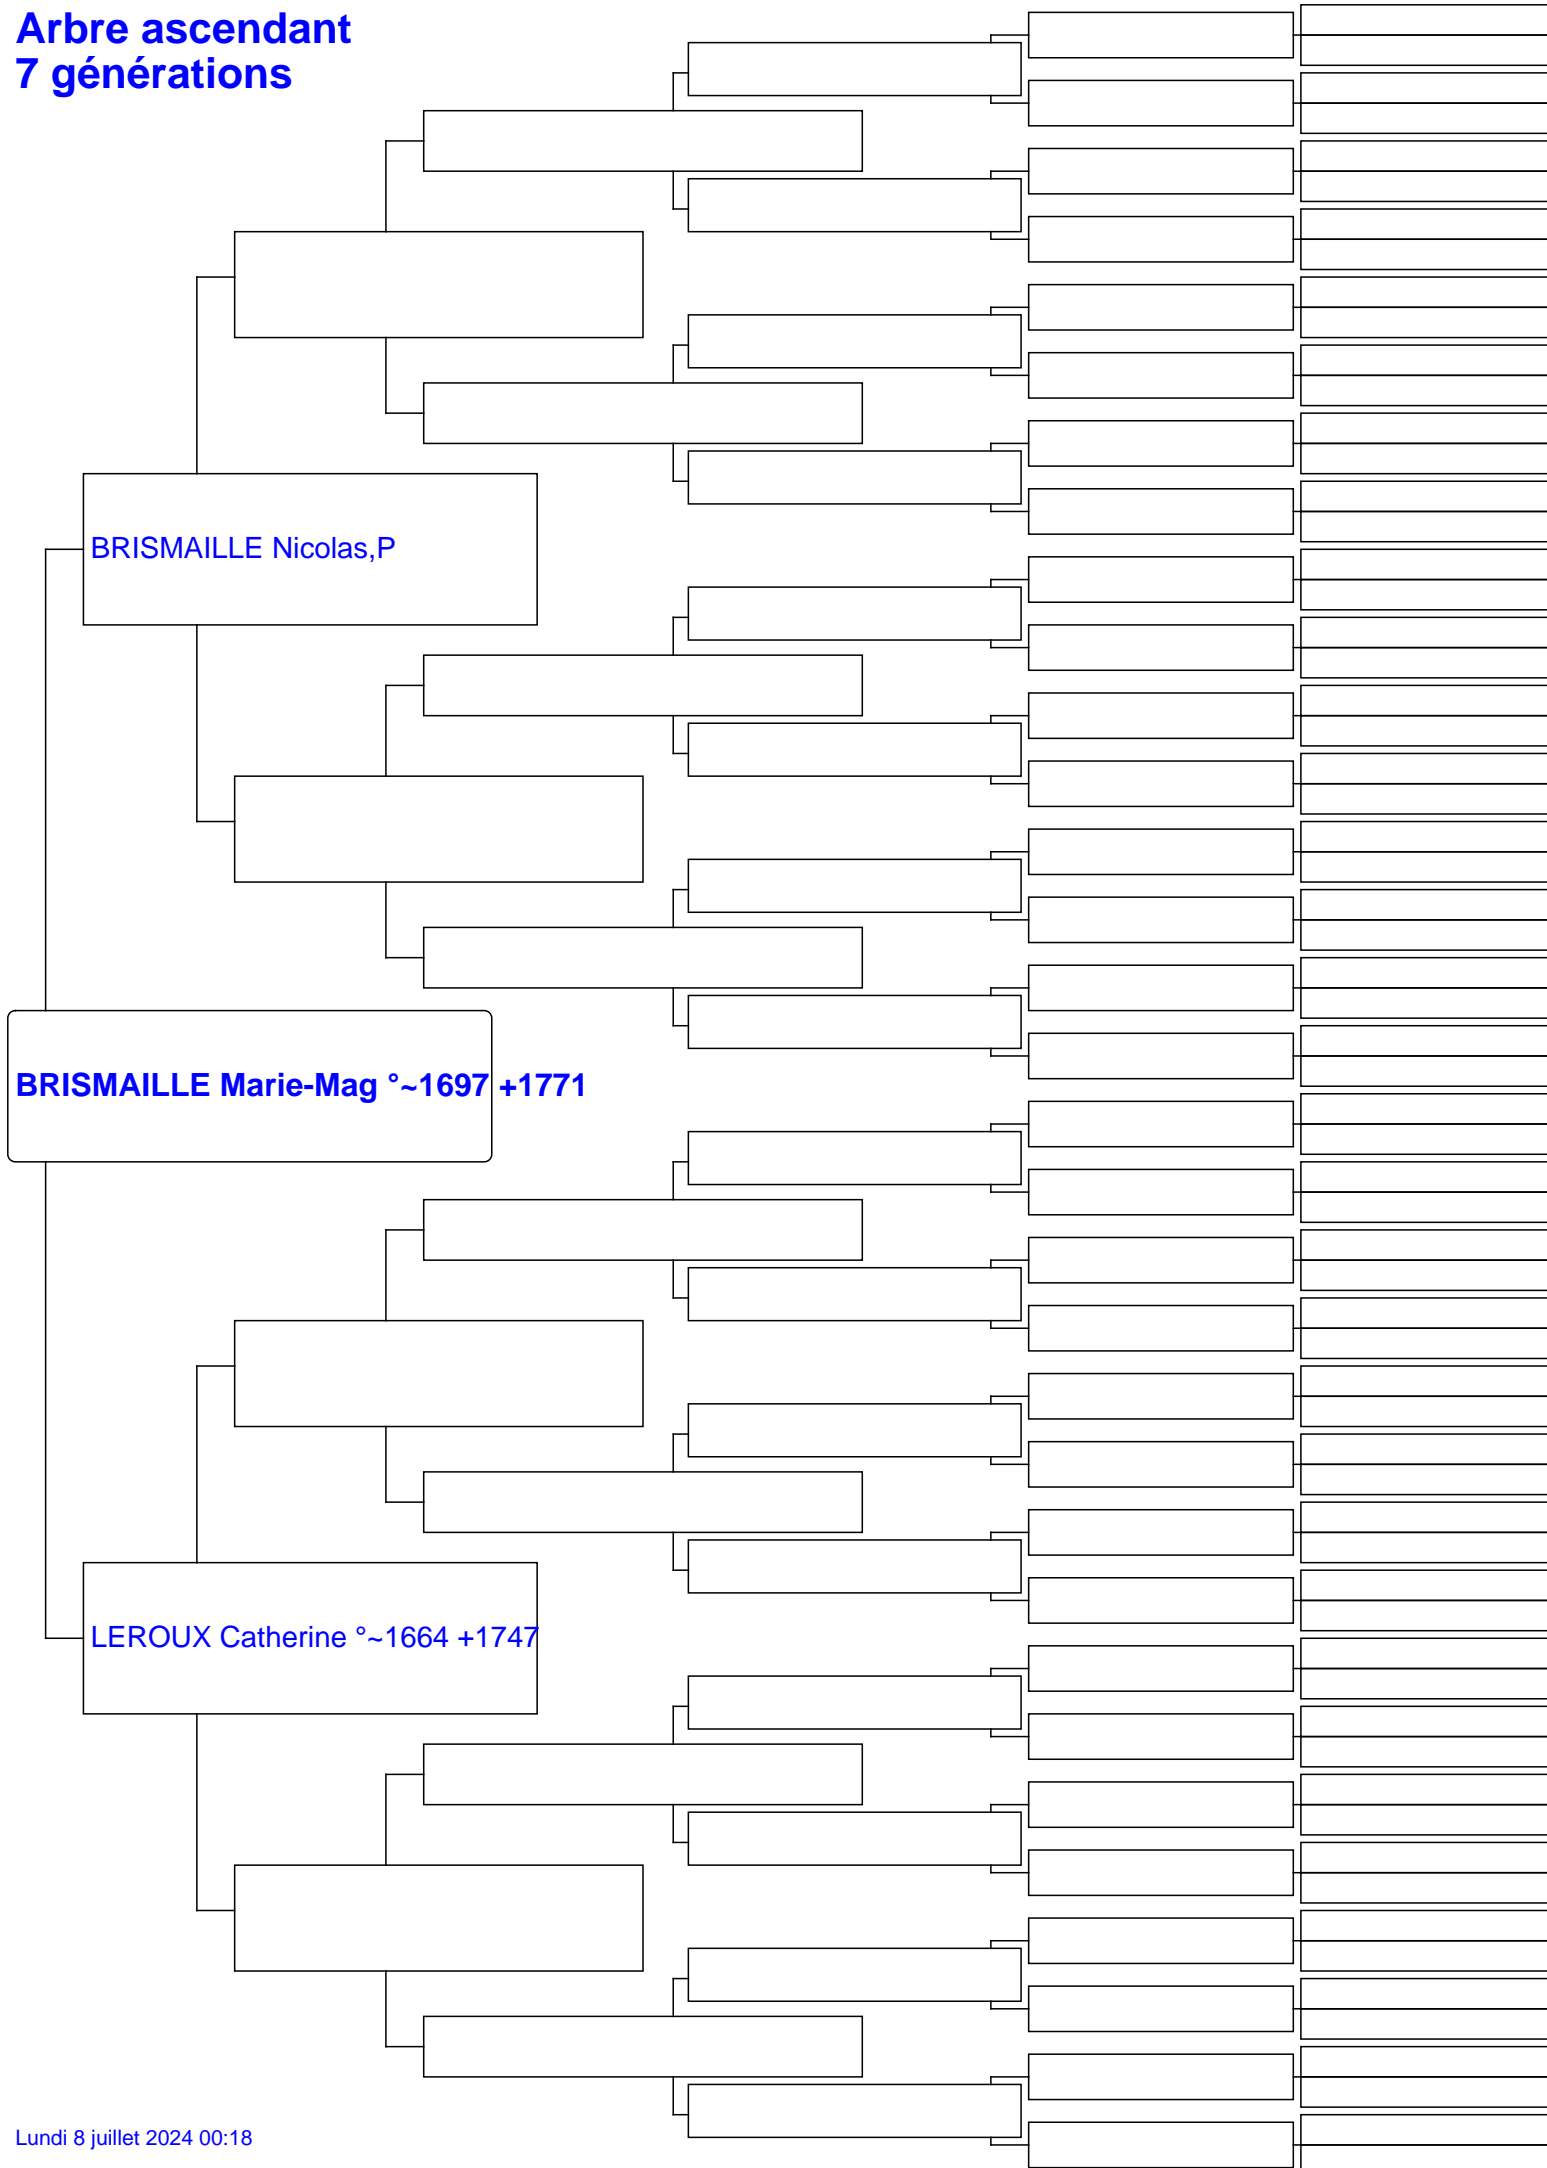 Arbre ascendant
7 générations
BRISMAILLE Nicolas,P
BRISMAILLE Marie-Mag °~1697 +1771
LEROUX Catherine °~1664 +1747
Lundi 8 juillet 2024 00:18